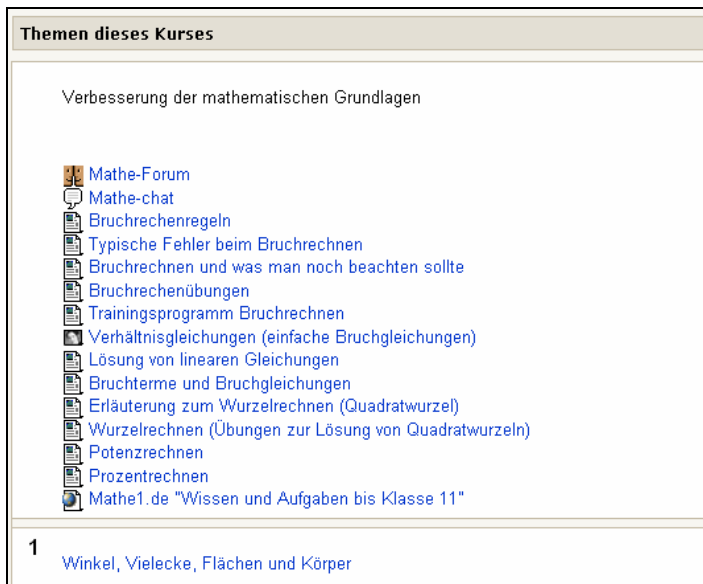 Themen dieses Kurses
Verbesserung der mathematischen Grundlagen
Mathe-Forum
Mathe-chat
Bruchrechenregeln
Typische Fehler beim Bruchrechnen
Bruchrechnen und was man noch beachten sollte
Bruchrechenübungen
Trainingsprogramm Bruchrechnen
Verhältnisgleichungen (einfache Bruchgleichungen)
Lösung von linearen Gleichungen
Bruchterme und Bruchgleichungen
Erläuterung zum Wurzelrechnen (Quadratwurzel)
Wurzelrechnen (Übungen zur Lösung von Quadratwurzeln)
Potenzrechnen
Prozentrechnen
Mathe1.de "Wissen und Aufgaben bis Klasse 11"
1
Winkel, Vielecke, Flächen und Körper